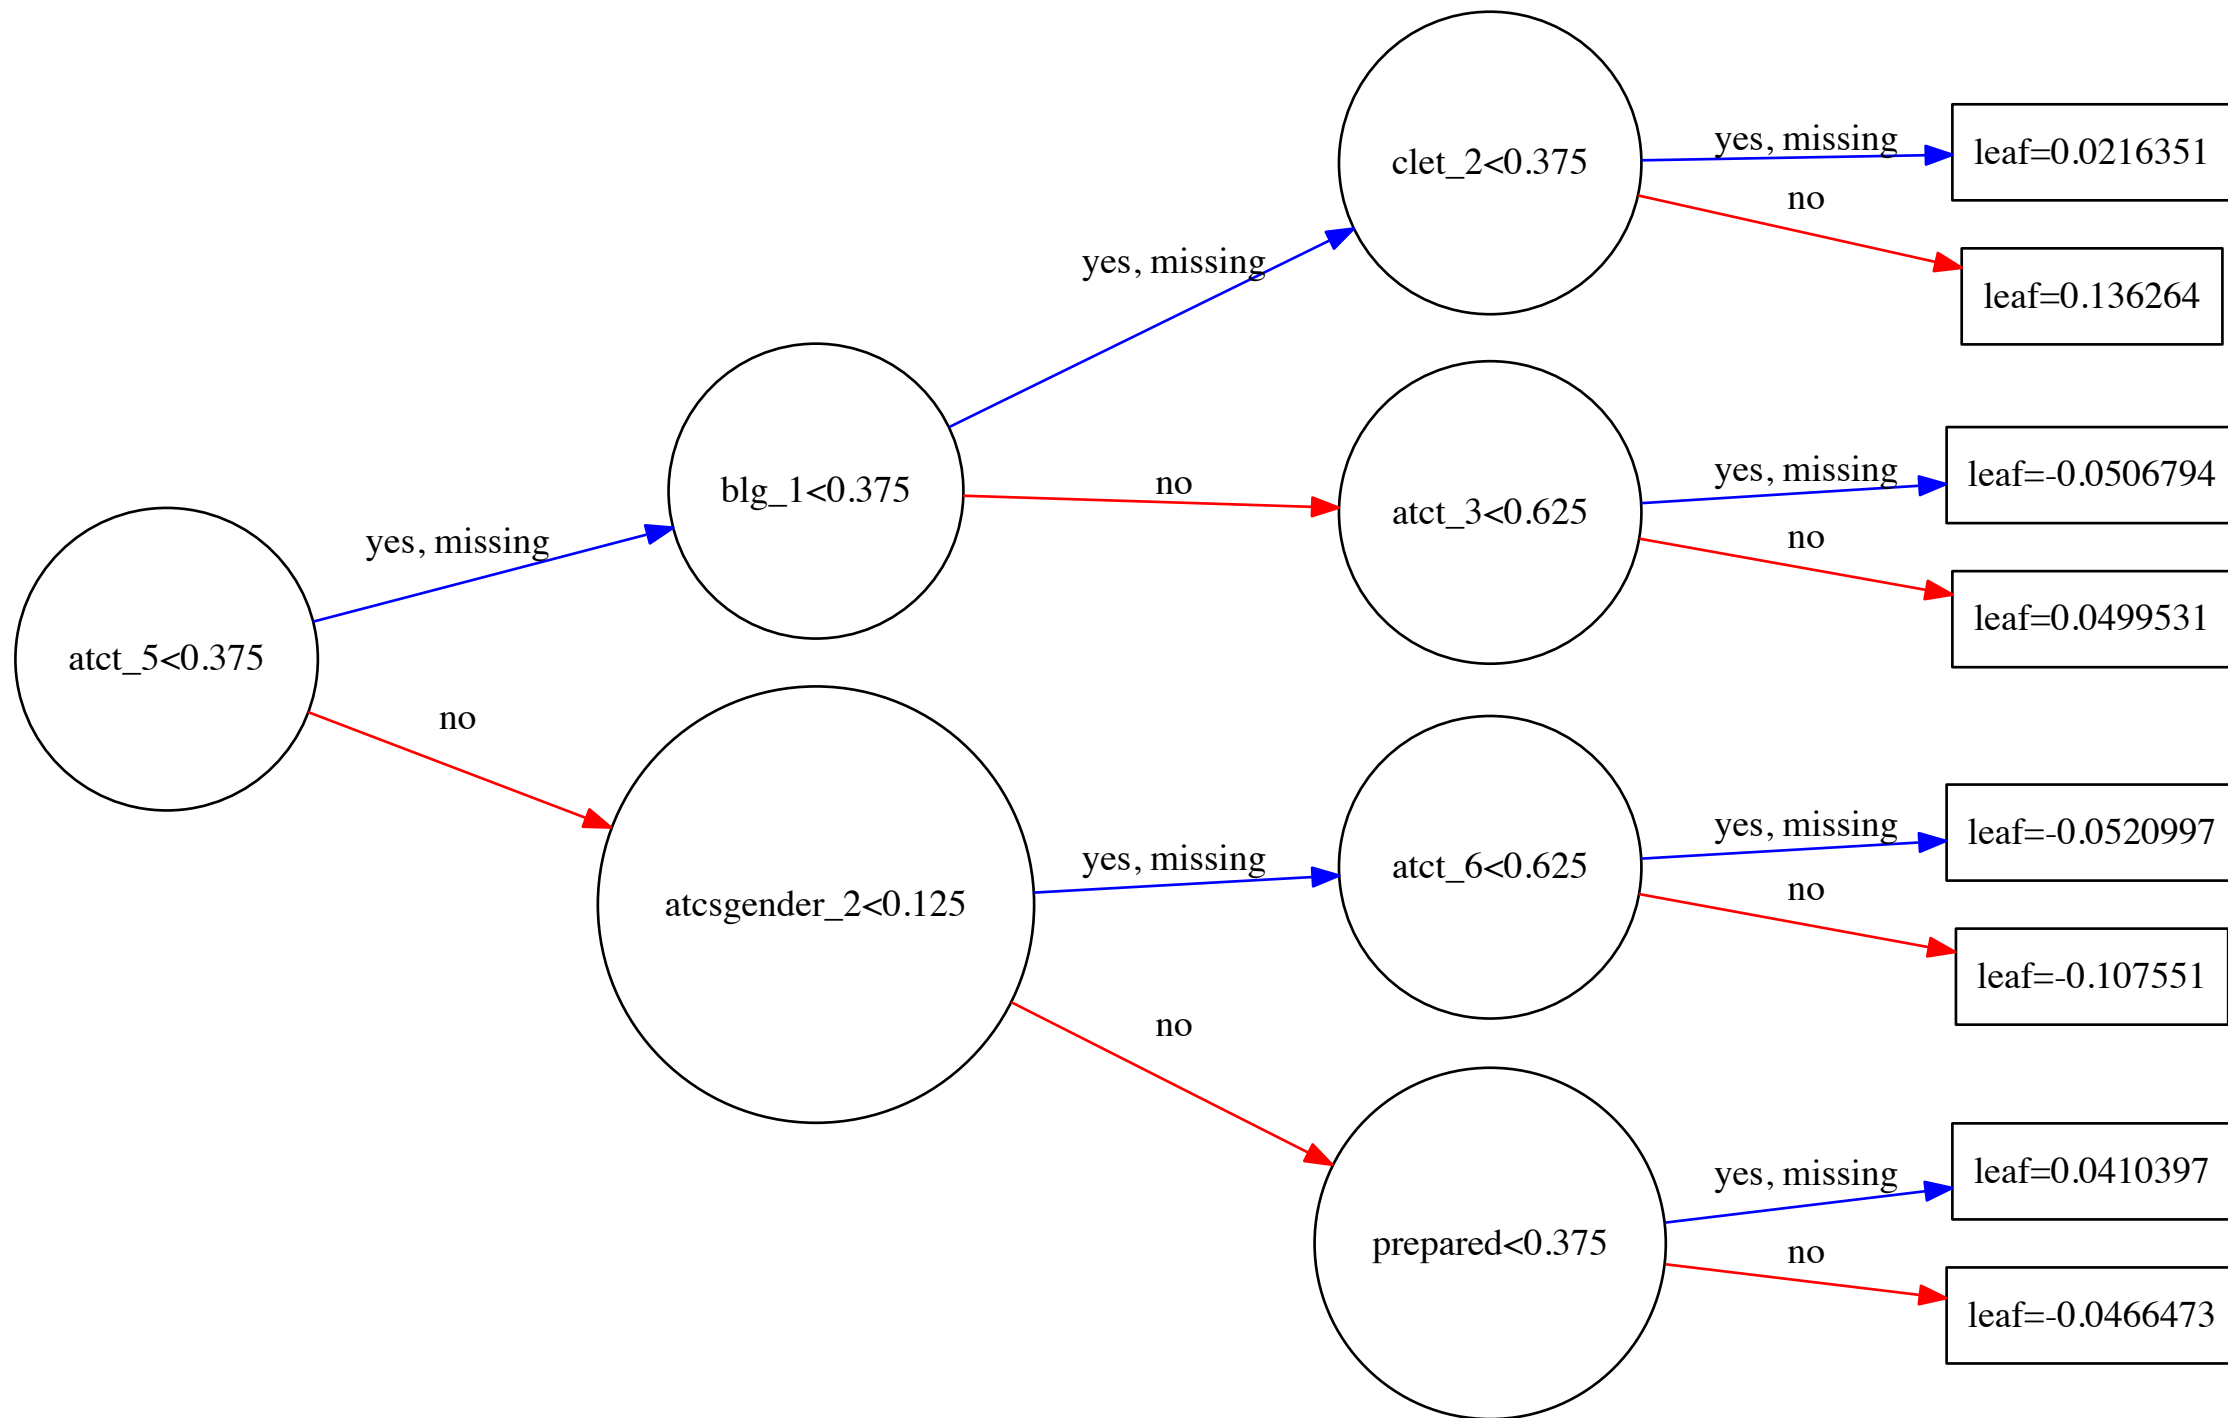 atct_5<0.375
yes, missing
no
blg_1<0.375
yes, missing
no
atcsgender_2<0.125
yes, missing
no
clet_2<0.375
yes, missing
no
atct_3<0.625
yes, missing
no
atct_6<0.625
yes, missing
no
prepared<0.375
yes, missing
no
leaf=0.0216351
leaf=0.136264
leaf=-0.0506794
leaf=0.0499531
leaf=-0.0520997
leaf=-0.107551
leaf=0.0410397
leaf=-0.0466473